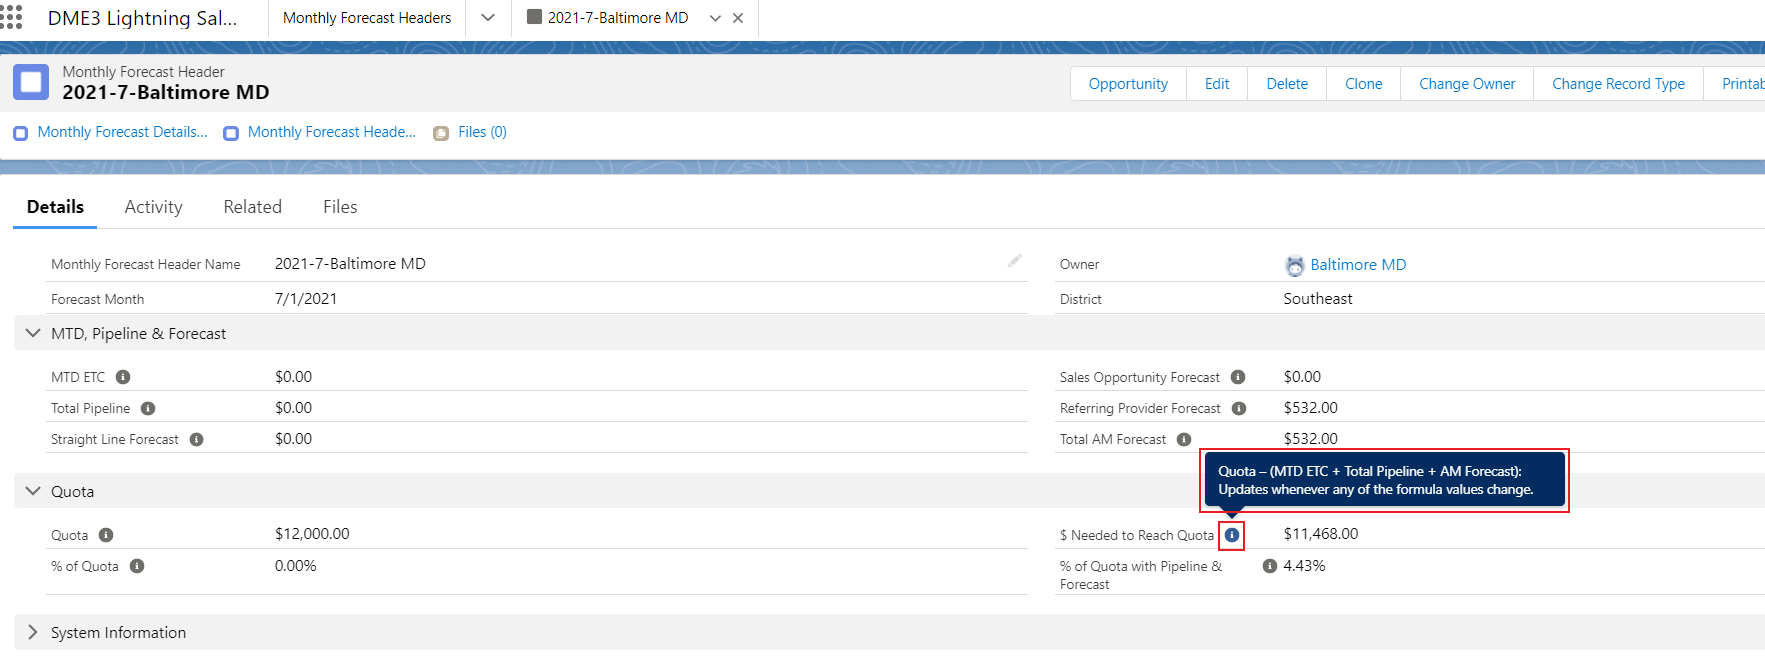 DME3 Lightning Sal...
Monthly Forecast Headers
2021-7-Baltimore MD
Monthly Forecast Header
2021-7-Baltimore MD
Opportunity
Edit
Delete
Clone
Change Owner
Change Record Type
Printab
Monthly Forecast Details...
Monthly Forecast Heade...
Files (0)
Details
Activity
Related
Files
Monthly Forecast Header Name
2021-7-Baltimore MD
Owner
Baltimore MD
Forecast Month
7/1/2021
District
Southeast
MTD, Pipeline & Forecast
MTD ETC
$0.00
Sales Opportunity Forecast
$0.00
Total Pipeline
$0.00
Referring Provider Forecast
$532.00
Straight Line Forecast
$0.00
Total AM Forecast
$532.00
Quota – (MTD ETC + Total Pipeline + AM Forecast):
Updates whenever any of the formula values change.
Quota
Quota
$12,000.00
$ Needed to Reach Quota
$11,468.00
% of Quota
0.00%
% of Quota with Pipeline &
Forecast
4.43%
System Information